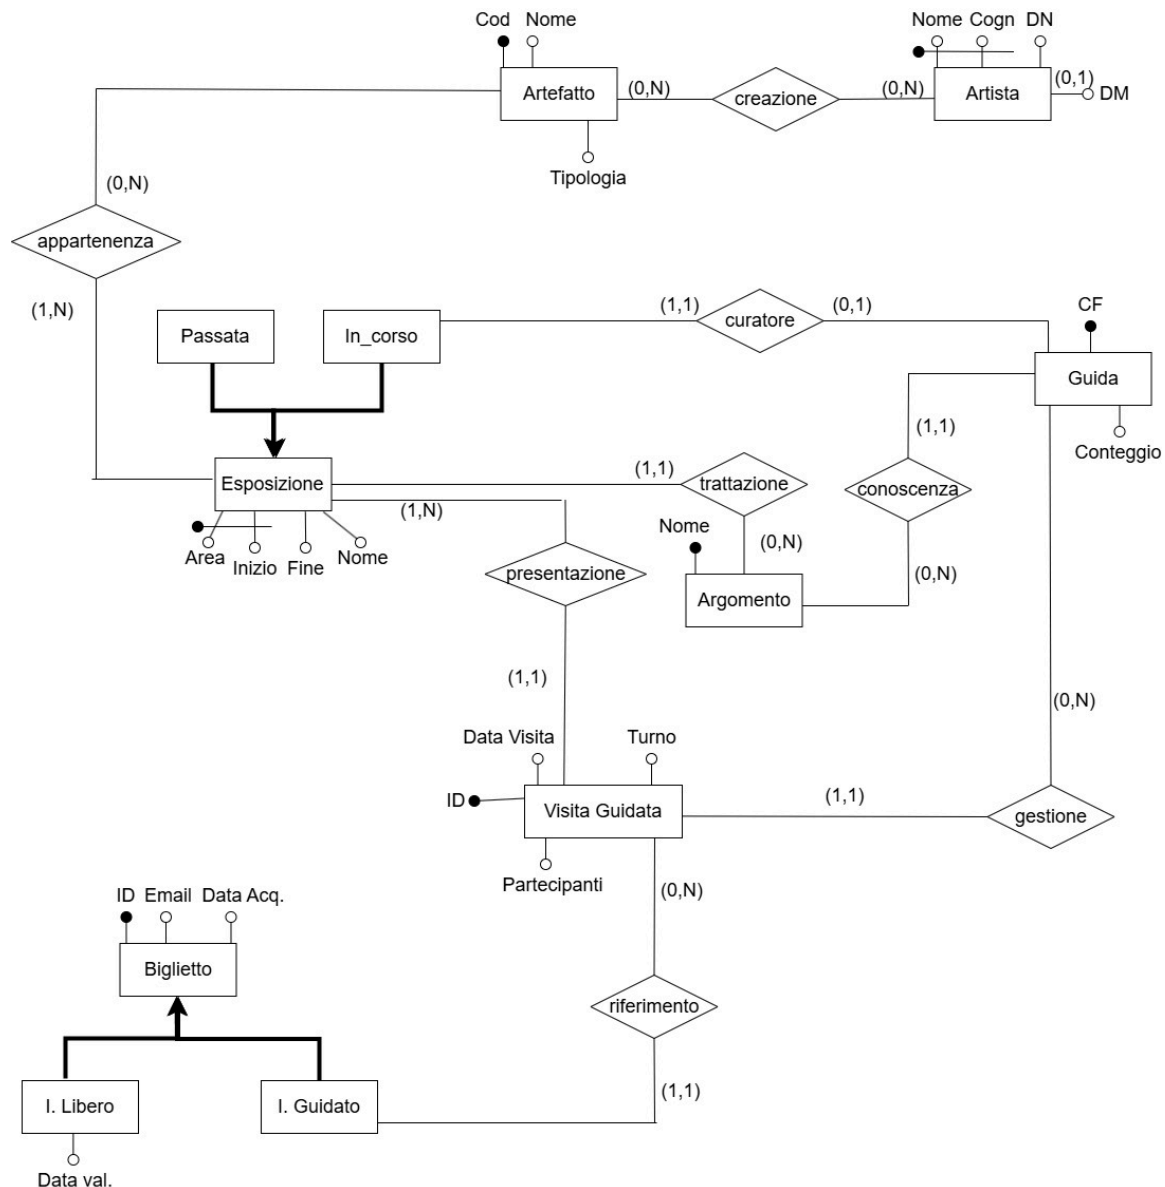 Cod Nome
Nome Cogn DN
Artefatto
(0,N)
creazione
(0,N)
Artista
(0,1)
DM
Tipologia
(0,N)
appartenenza
(1,N)
Passata
In_corso
(1,1)
curatore
(0,1)
CF
Guida
Conteggio
(1,1)
conoscenza
(0,N)
Esposizione
(1,1)
trattazione
(0,N)
(1,N)
Area
Inizio
Fine
Nome
Nome
Argomento
presentazione
(1,1)
(0,N)
Data Visita
Turno
ID
Visita Guidata
(1,1)
gestione
Partecipanti
(0,N)
ID Email Data Acq.
Biglietto
riferimento
(1,1)
I. Libero
I. Guidato
Data val.